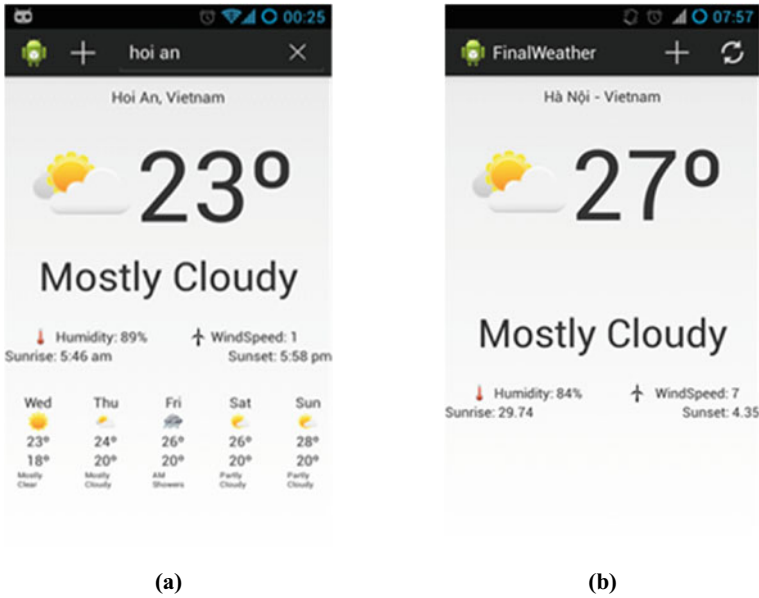 00:25
hoi an
Hoi An, Vietnam
23º
Mostly Cloudy
Humidity: 89% WindSpeed: 1
Sunrise: 5:46 am Sunset: 5:58 pm
Wed Thu Fri Sat Sun
23º 24º 26º 26º 28º
18º 20º 20º 20º 20º
Mostly Mostly AM Partly Partly
Clear Cloudy Showers Cloudy Cloudy
(a)
07:57
FinalWeather
Hà Nội - Vietnam
27º
Mostly Cloudy
Humidity: 84% WindSpeed: 7
Sunrise: 29.74 Sunset: 4.35
(b)